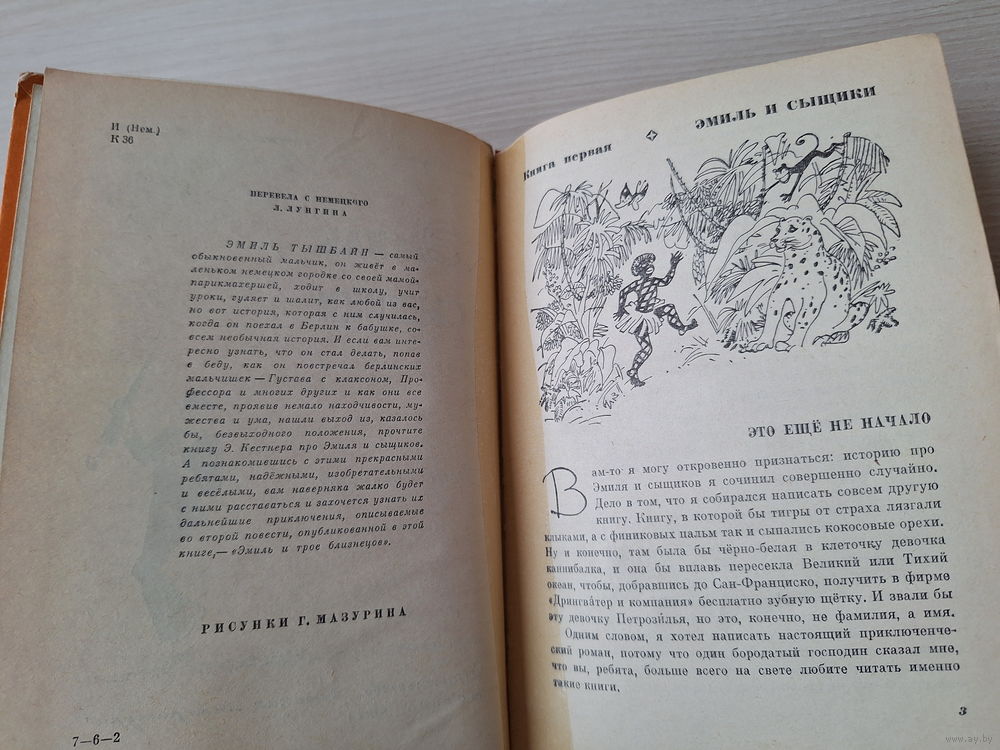 И (Нем.)
К 36
ПЕРЕВЕЛА С НЕМЕЦКОГО
Л. ЛУНГИНА
ЭМИЛЬ ТЫШБАЙН — самый
обыкновенный мальчик, он живёт в ма-
леньком немецком городке со своей мамой-
парикмахершей, ходит в школу, учит
уроки, гуляет и шалит, как любой из вас,
но вот история, которая с ним случилась,
когда он поехал в Берлин к бабушке, со-
всем необычная история. И если вам инте-
ресно узнать, что он стал делать, попав
в беду, как он повстречал берлинских
мальчишек — Густава с клаксоном, Про-
фессора и многих других и как они все
вместе, проявив немало находчивости, му-
жества и ума, нашли выход из, казалось
бы, безвыходного положения, прочтите
книгу Э. Кестнера про Эмиля и сыщиков.
А познакомившись с этими прекрасными
ребятами, надёжными, изобретательными
и весёлыми, вам наверняка жалко будет
с ними расставаться и захочется узнать их
дальнейшие приключения, описываемые
во второй повести, опубликованной в этой
книге,— «Эмиль и трое близнецов».
РИСУНКИ Г. МАЗУРИНА
7—6—2
Книга первая
ЭМИЛЬ И СЫЩИКИ
ЭТО ЕЩЁ НЕ НАЧАЛО
Вам-то я могу откровенно признаться: историю про
Эмиля и сыщиков я сочинил совершенно случайно.
Дело в том, что я собирался написать совсем другую
книгу. Книгу, в которой бы тигры от страха лязгали
клыками, а с финиковых пальм так и сыпались кокосовые орехи.
Ну и конечно, там была бы чёрно-белая в клеточку девочка
каннибалка, и она бы вплавь пересекла Великий или Тихий
океан, чтобы, добравшись до Сан-Франциско, получить в фирме
«Дрингвáтер и компания» бесплатно зубную щётку. И звали бы
эту девочку Петрози́лья, но это, конечно, не фамилия, а имя.
Одним словом, я хотел написать настоящий приключенче-
ский роман, потому что один бородатый господин сказал мне,
что вы, ребята, больше всего на свете любите читать именно
такие книги.
3
www.ay.by